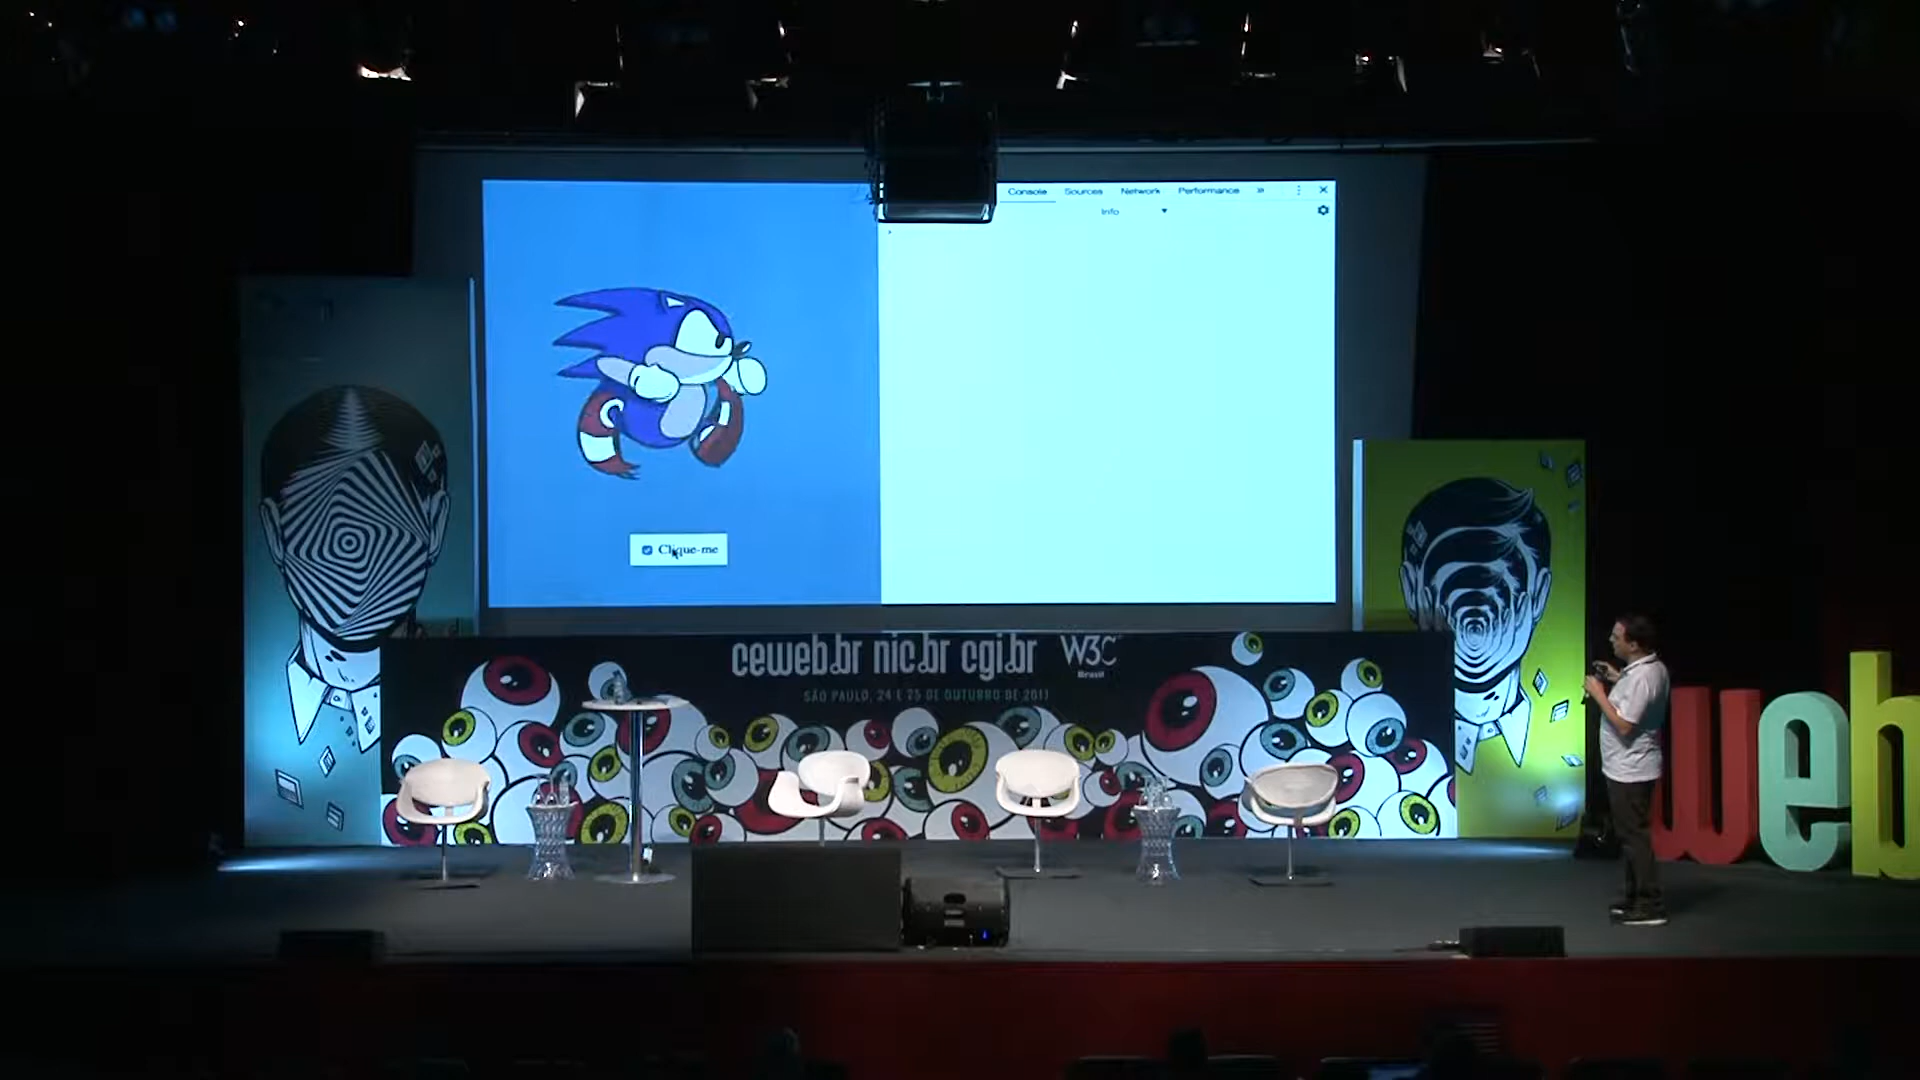 Console Sources Network Performance »
Info
Clique-me
ceweb.br nic.br cgi.br W3C
Brasil
SÃO PAULO, 24 E 25 DE OUTUBRO DE 2017
web